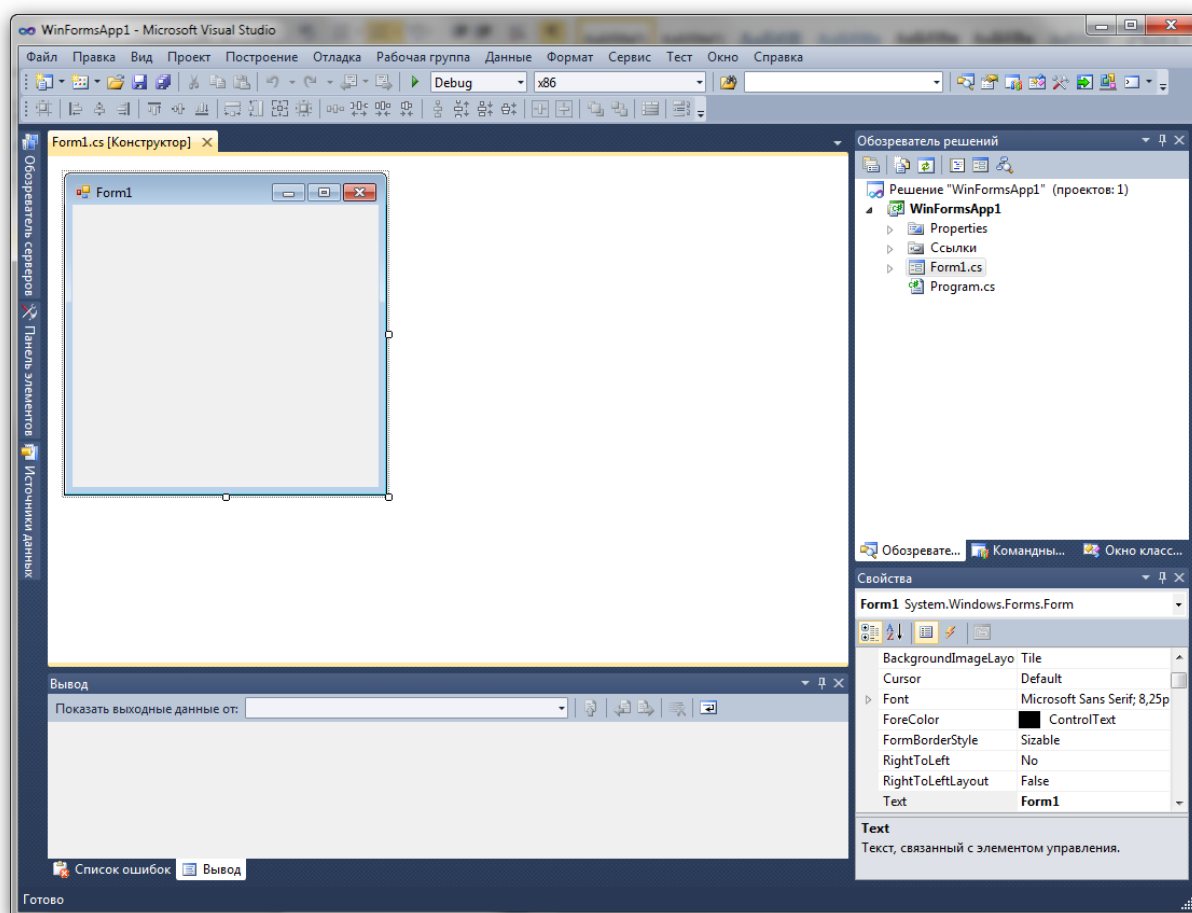 WinFormsApp1 - Microsoft Visual Studio
Файл Правка Вид Проект Построение Отладка Рабочая группа Данные Формат Сервис Тест Окно Справка
Debug x86
Обозреватель серверов
Панель элементов
Источники данных
Form1.cs [Конструктор]
Form1
Вывод
Показать выходные данные от:
Список ошибок Вывод
Обозреватель решений
Решение "WinFormsApp1" (проектов: 1)
WinFormsApp1
Properties
Ссылки
Form1.cs
Program.cs
Обозревате... Командны... Окно класс...
Свойства
Form1 System.Windows.Forms.Form
BackgroundImageLayo Tile
Cursor Default
Font Microsoft Sans Serif; 8,25p
ForeColor ControlText
FormBorderStyle Sizable
RightToLeft No
RightToLeftLayout False
Text Form1
Text
Текст, связанный с элементом управления.
Готово